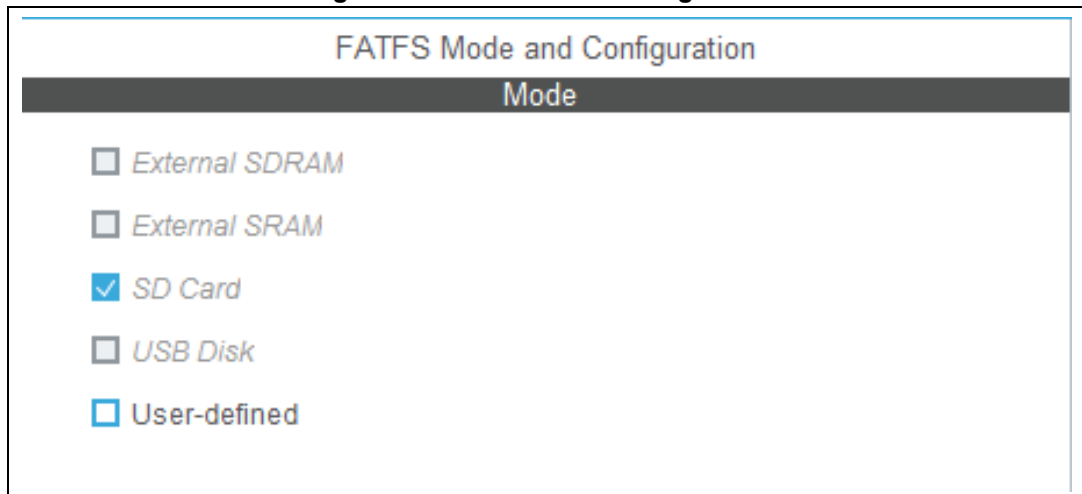 FATFS Mode and Configuration
Mode
External SDRAM
External SRAM
SD Card
USB Disk
User-defined